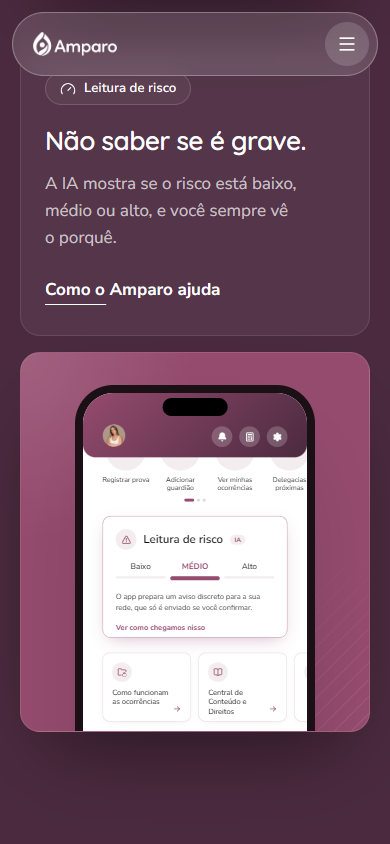 Amparo
Leitura de risco
Não saber se é grave.
A IA mostra se o risco está baixo,
médio ou alto, e você sempre vê
o porquê.
Como o Amparo ajuda
Registrar prova
Adicionar
guardião
Ver minhas
ocorrências
Delegacias
próximas
Leitura de risco
IA
Baixo
MÉDIO
Alto
O app prepara um aviso discreto para a sua
rede, que só é enviado se você confirmar.
Ver como chegamos nisso
Como funcionam
as ocorrências
Central de
Conteúdo e
Direitos